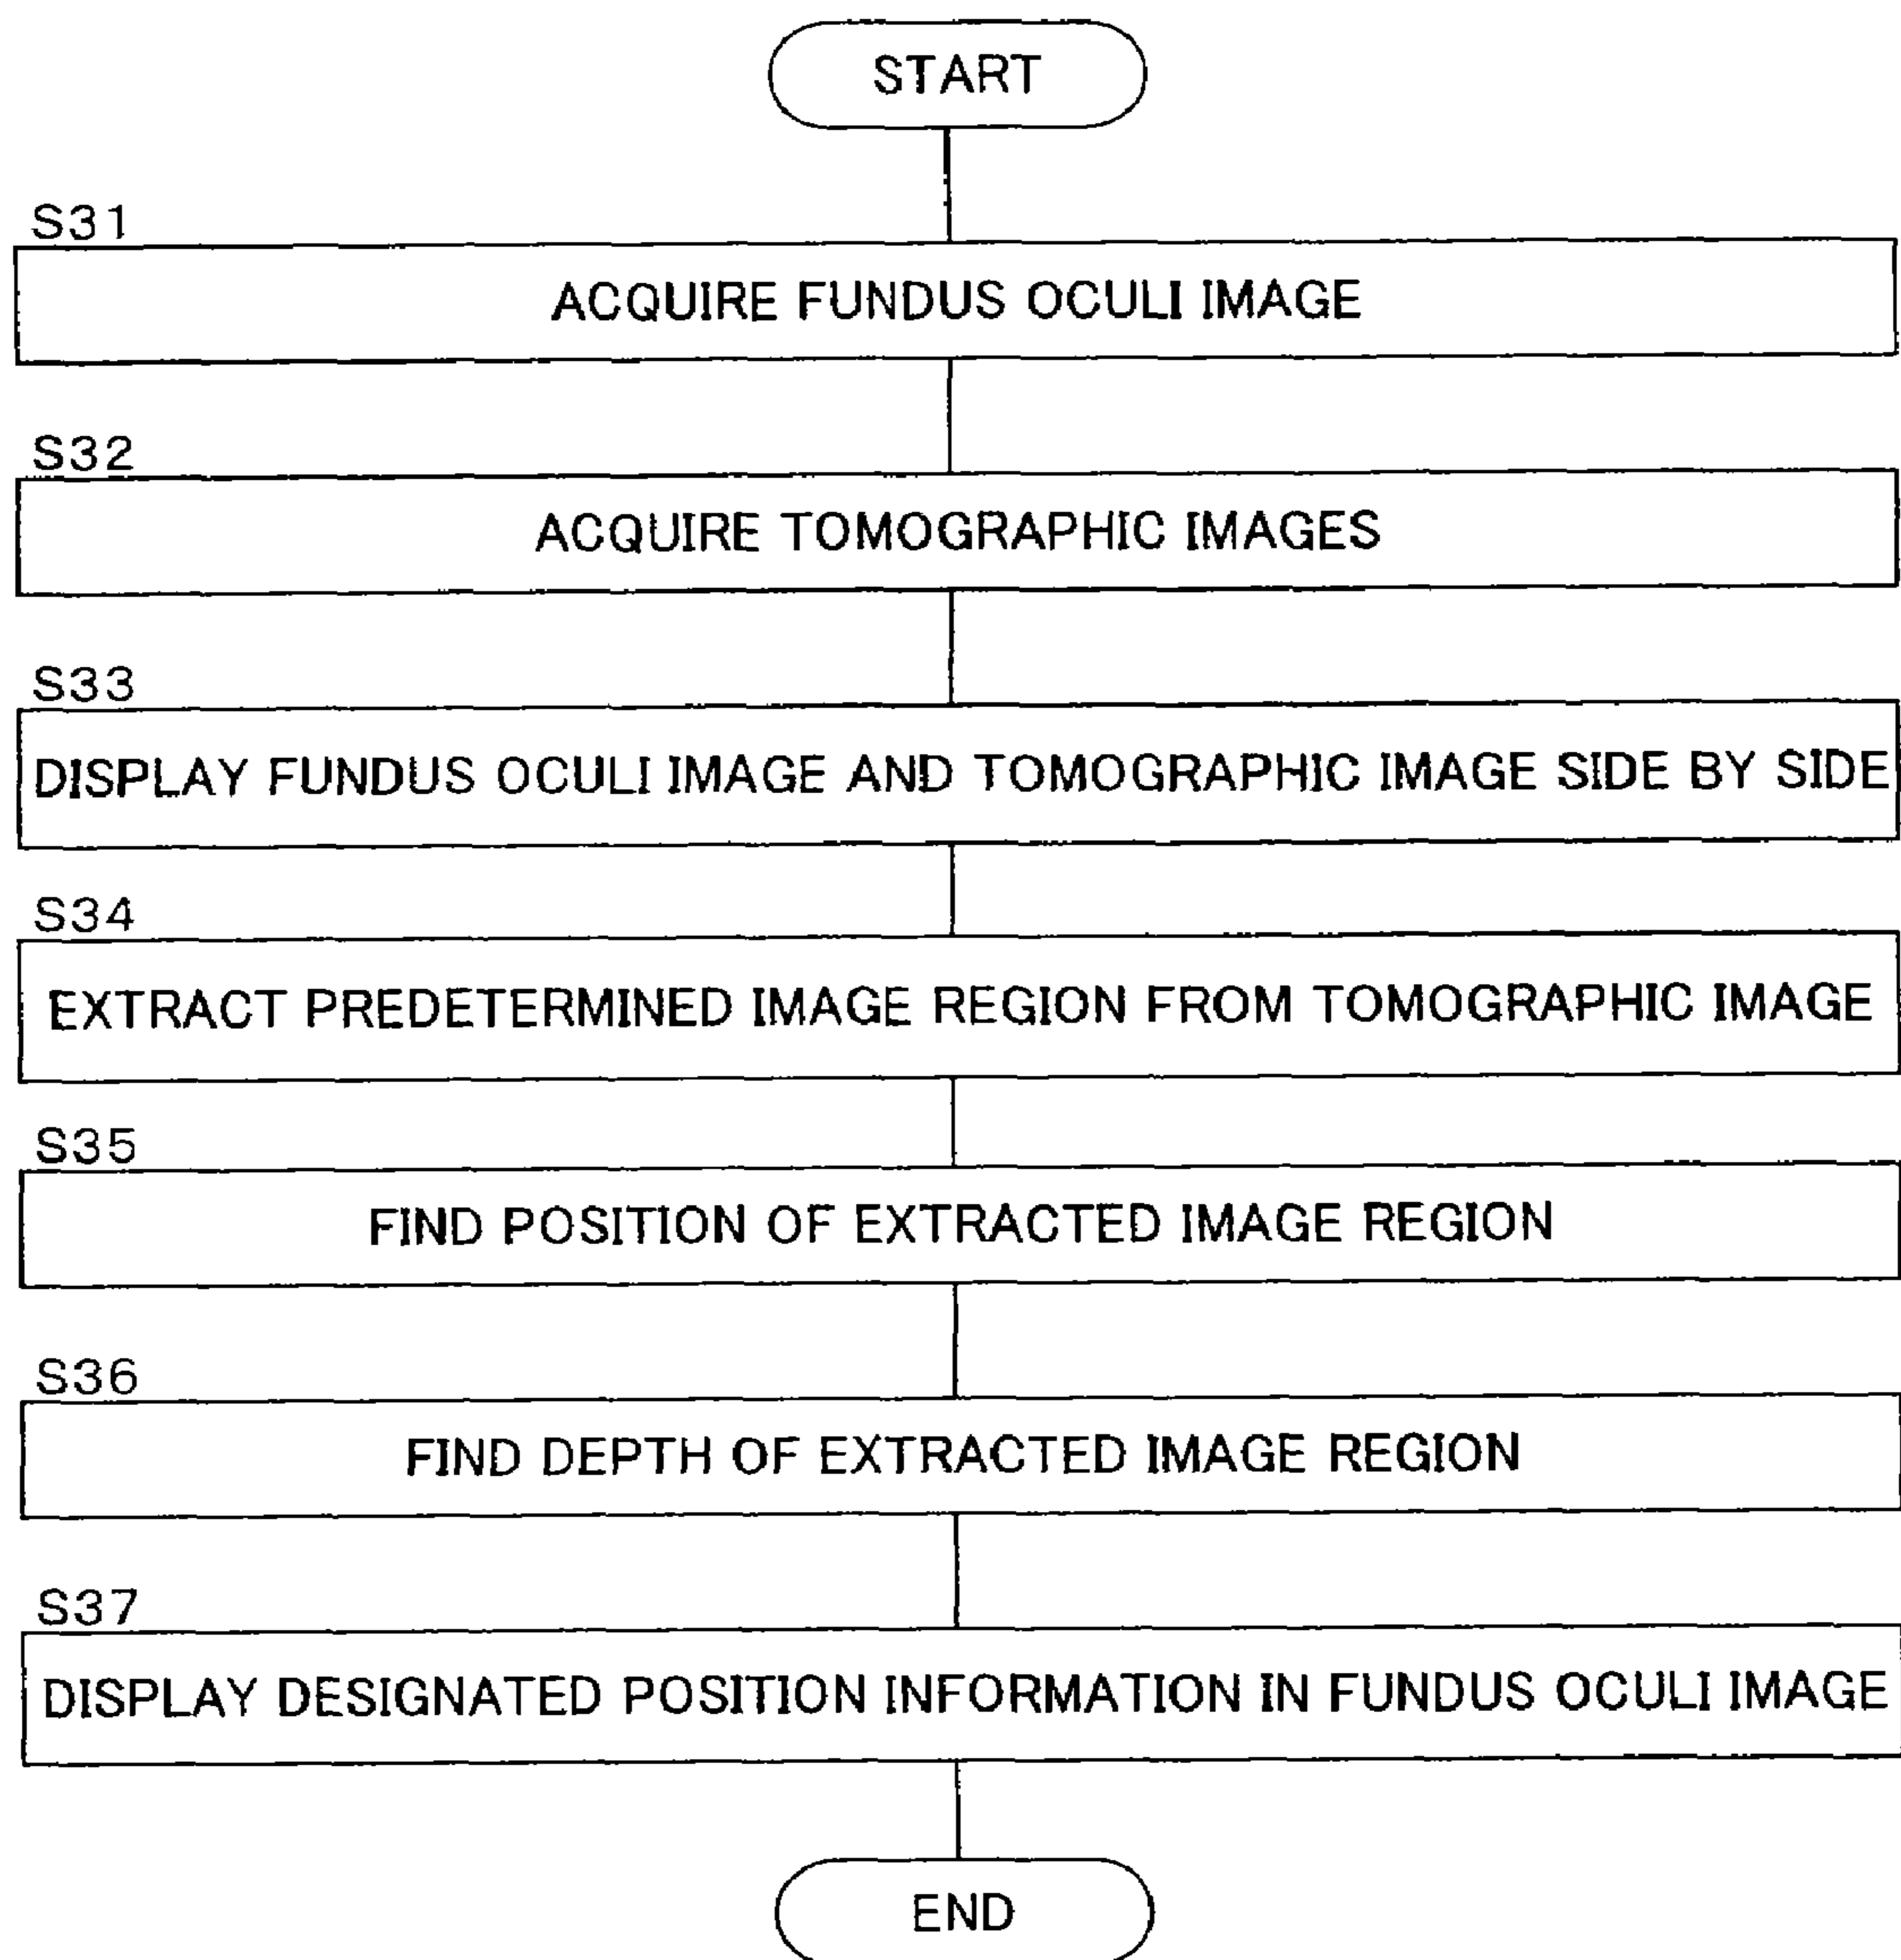 START
S31
ACQUIRE FUNDUS OCULI IMAGE
S32
ACQUIRE TOMOGRAPHIC IMAGES
S33
DISPLAY FUNDUS OCULI IMAGE AND TOMOGRAPHIC IMAGE SIDE BY SIDE
S34
EXTRACT PREDETERMINED IMAGE REGION FROM TOMOGRAPHIC IMAGE
S35
FIND POSITION OF EXTRACTED IMAGE REGION
S36
FIND DEPTH OF EXTRACTED IMAGE REGION
S37
DISPLAY DESIGNATED POSITION INFORMATION IN FUNDUS OCULI IMAGE
END